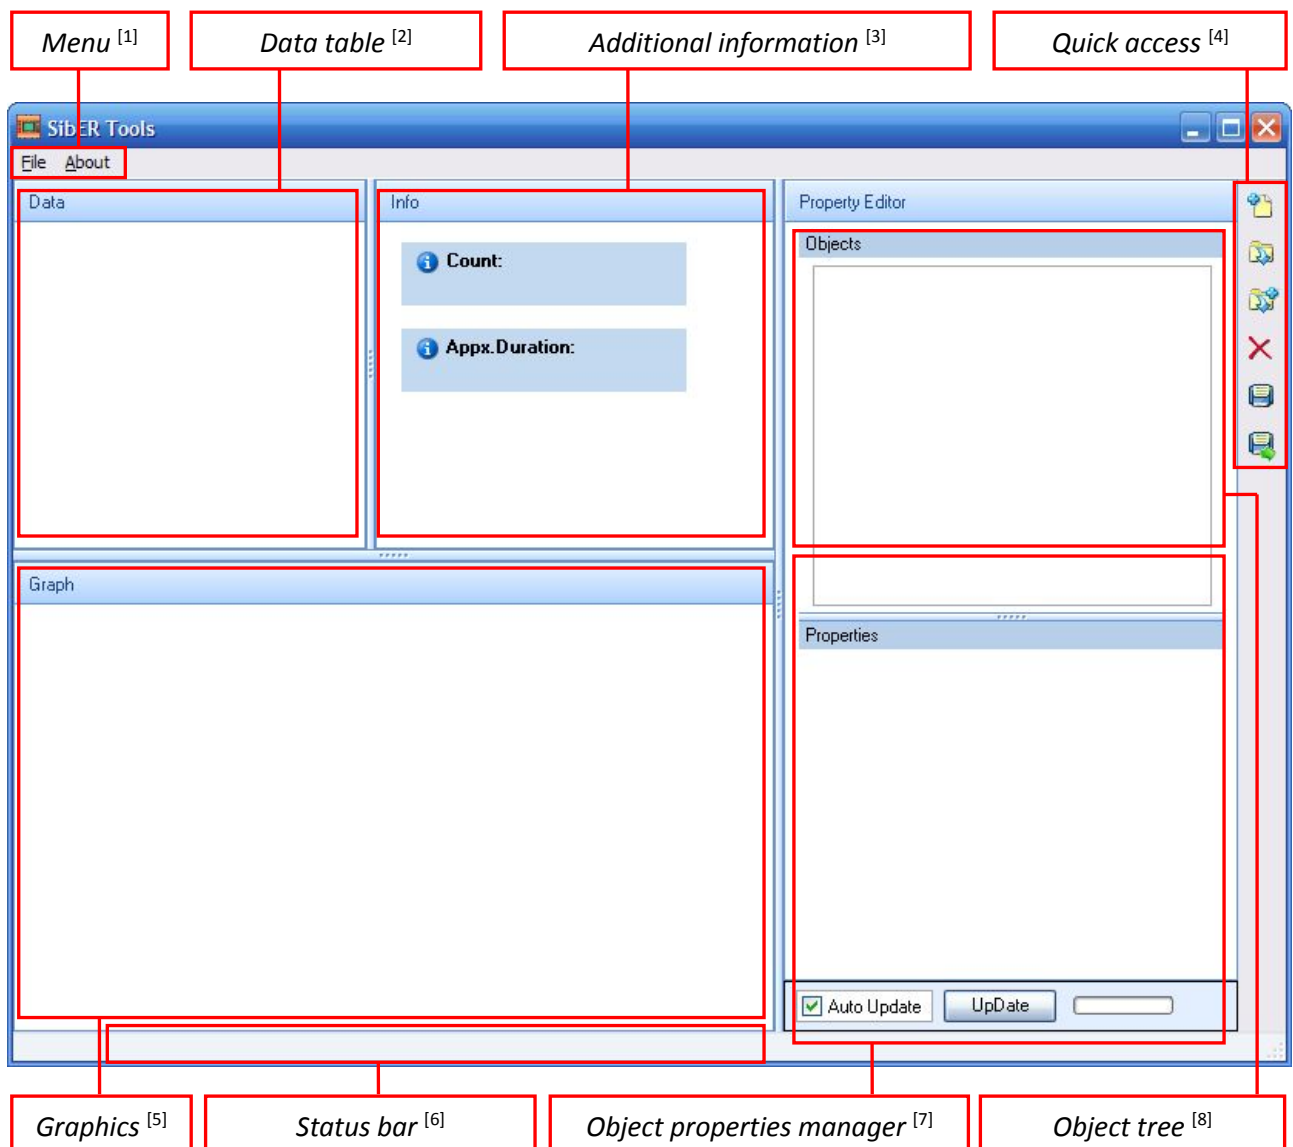 Menu [1]
Data table [2]
Additional information [3]
Quick access [4]
SibER Tools
File About
Data
Info
Property Editor
Objects
Count:
Appx.Duration:
Graph
Properties
Auto Update
UpDate
Graphics [5]
Status bar [6]
Object properties manager [7]
Object tree [8]